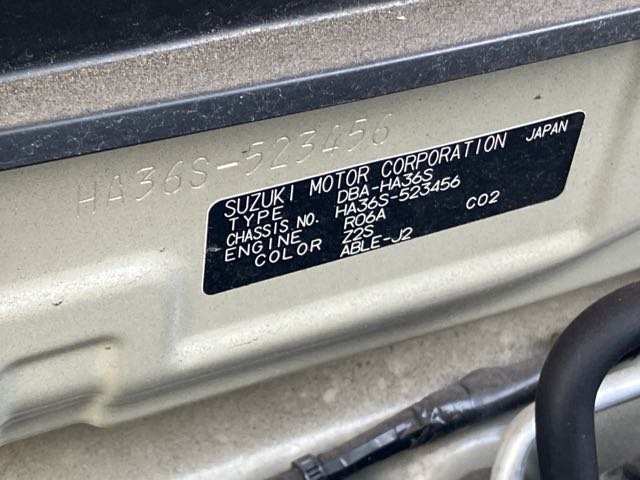 HA36S-523456
SUZUKI MOTOR CORPORATION JAPAN
TYPE DBA-HA36S
CHASSIS NO. HA36S-523456
ENGINE R06A C02
COLOR Z2S
ABLE-J2